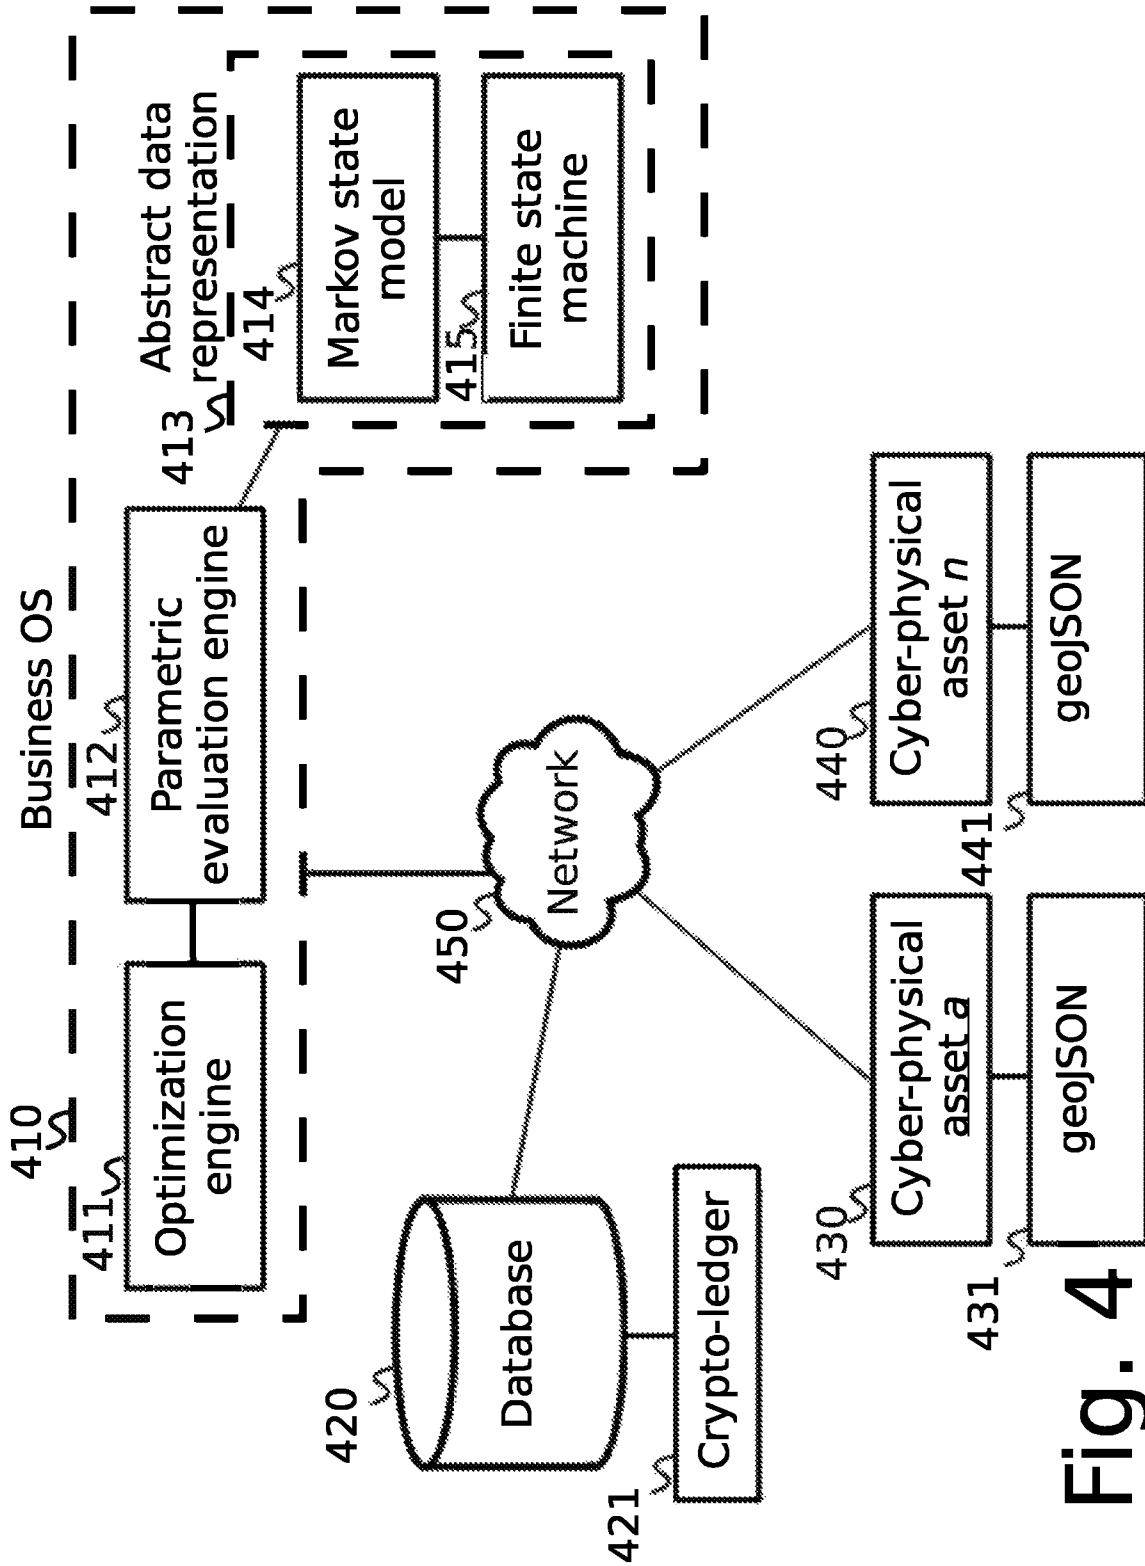 410
Business OS
411
Optimization
engine
412
Parametric
evaluation engine
413
Abstract data
representation
414
Markov state
model
415
Finite state
machine
420
Database
421
Crypto-ledger
450
Network
430
Cyber-physical
asset a
431
geoJSON
440
Cyber-physical
asset n
441
geoJSON
Fig. 4